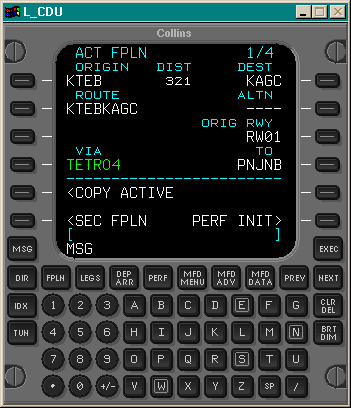 L_CDU
Collins
ACT FPLN 1/4
ORIGIN DIST DEST
KTEB 321 KAGC
ROUTE ALTN
KTEBKAGC ----
ORIG RWY
RW01
VIA TO
TETRO4 PNJNB
------------------------
<COPY ACTIVE
<SEC FPLN PERF INIT>
[ ]
MSG
MSG EXEC
DIR FPLN LEGS DEP ARR PERF MFD MENU MFD ADV MFD DATA PREV NEXT
IDX 1 2 3 A B C D E F G CLR DEL
TUN 4 5 6 H I J K L M N BRT DIM
7 8 9 O P Q R S T U
• 0 +/- V W X Y Z SP /